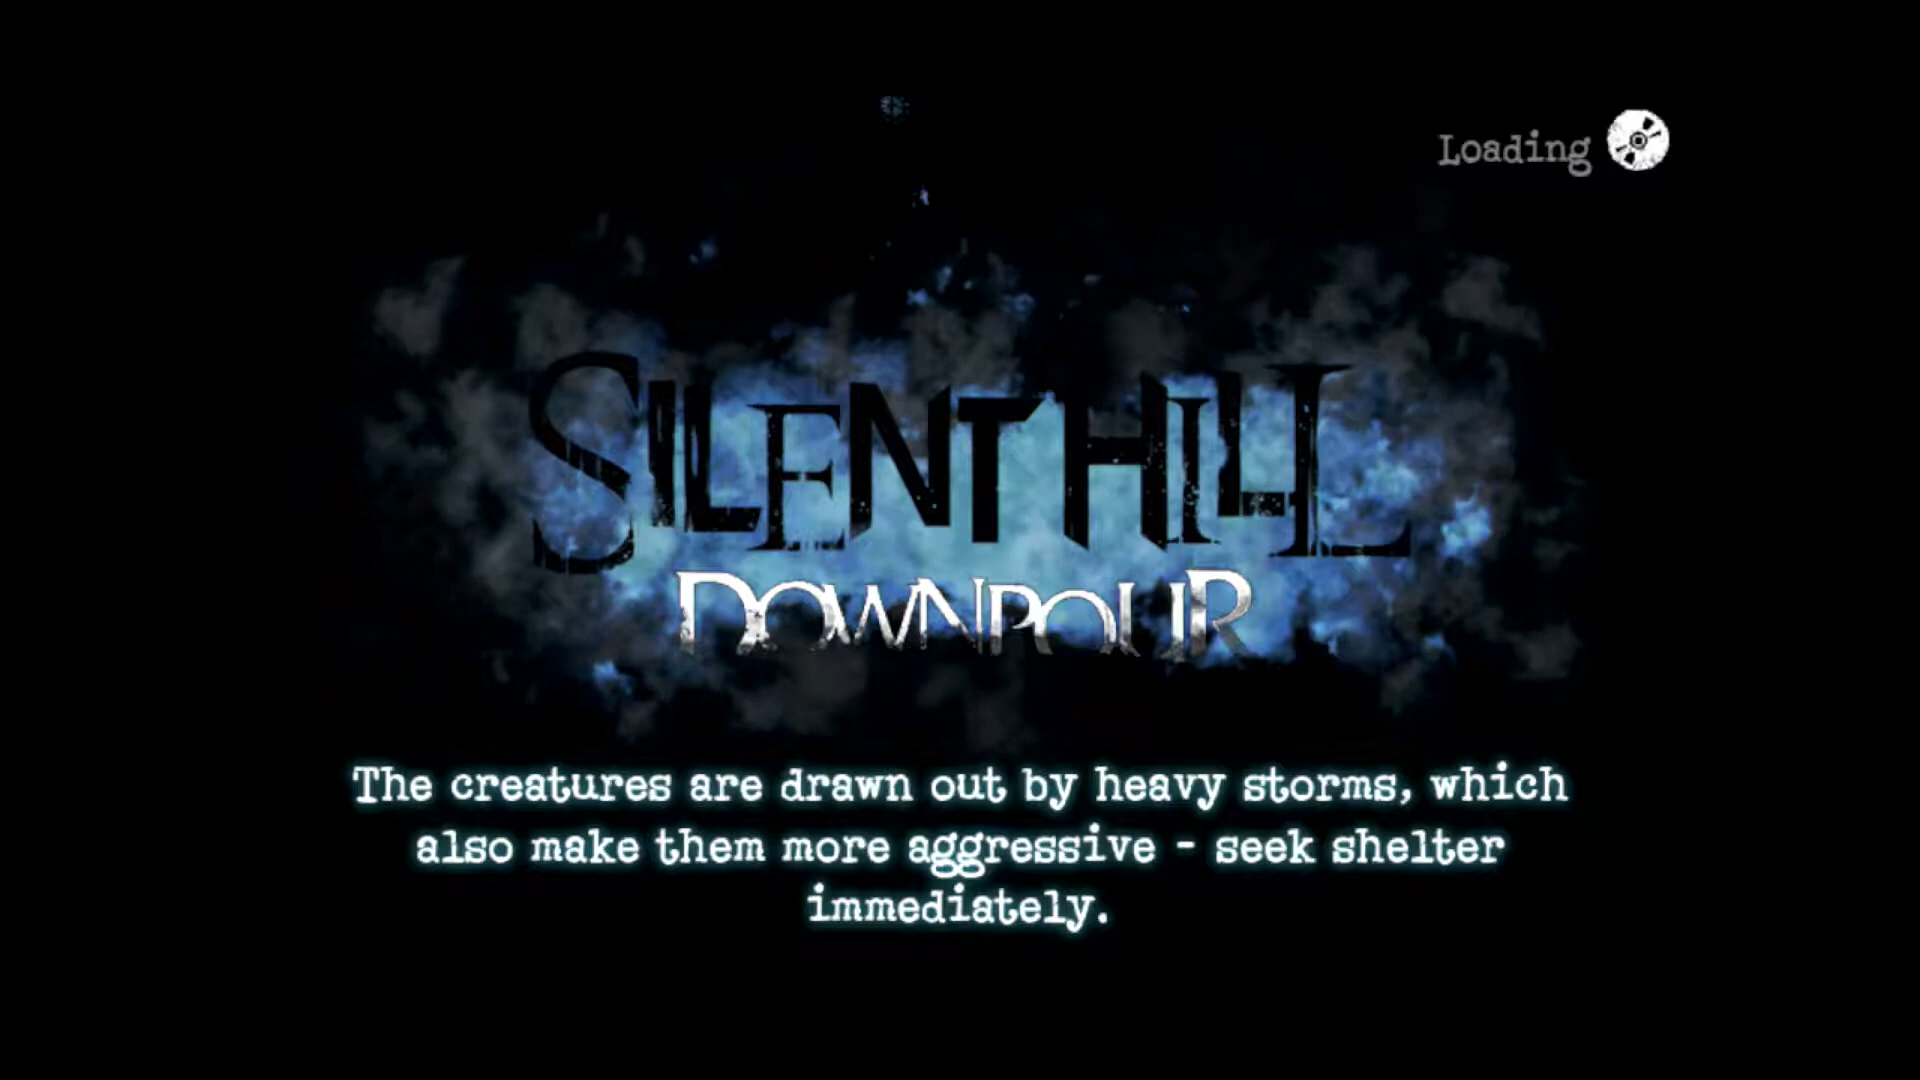 Loading
SILENT HILL
DOWNPOUR
The creatures are drawn out by heavy storms, which
also make them more aggressive - seek shelter
immediately.